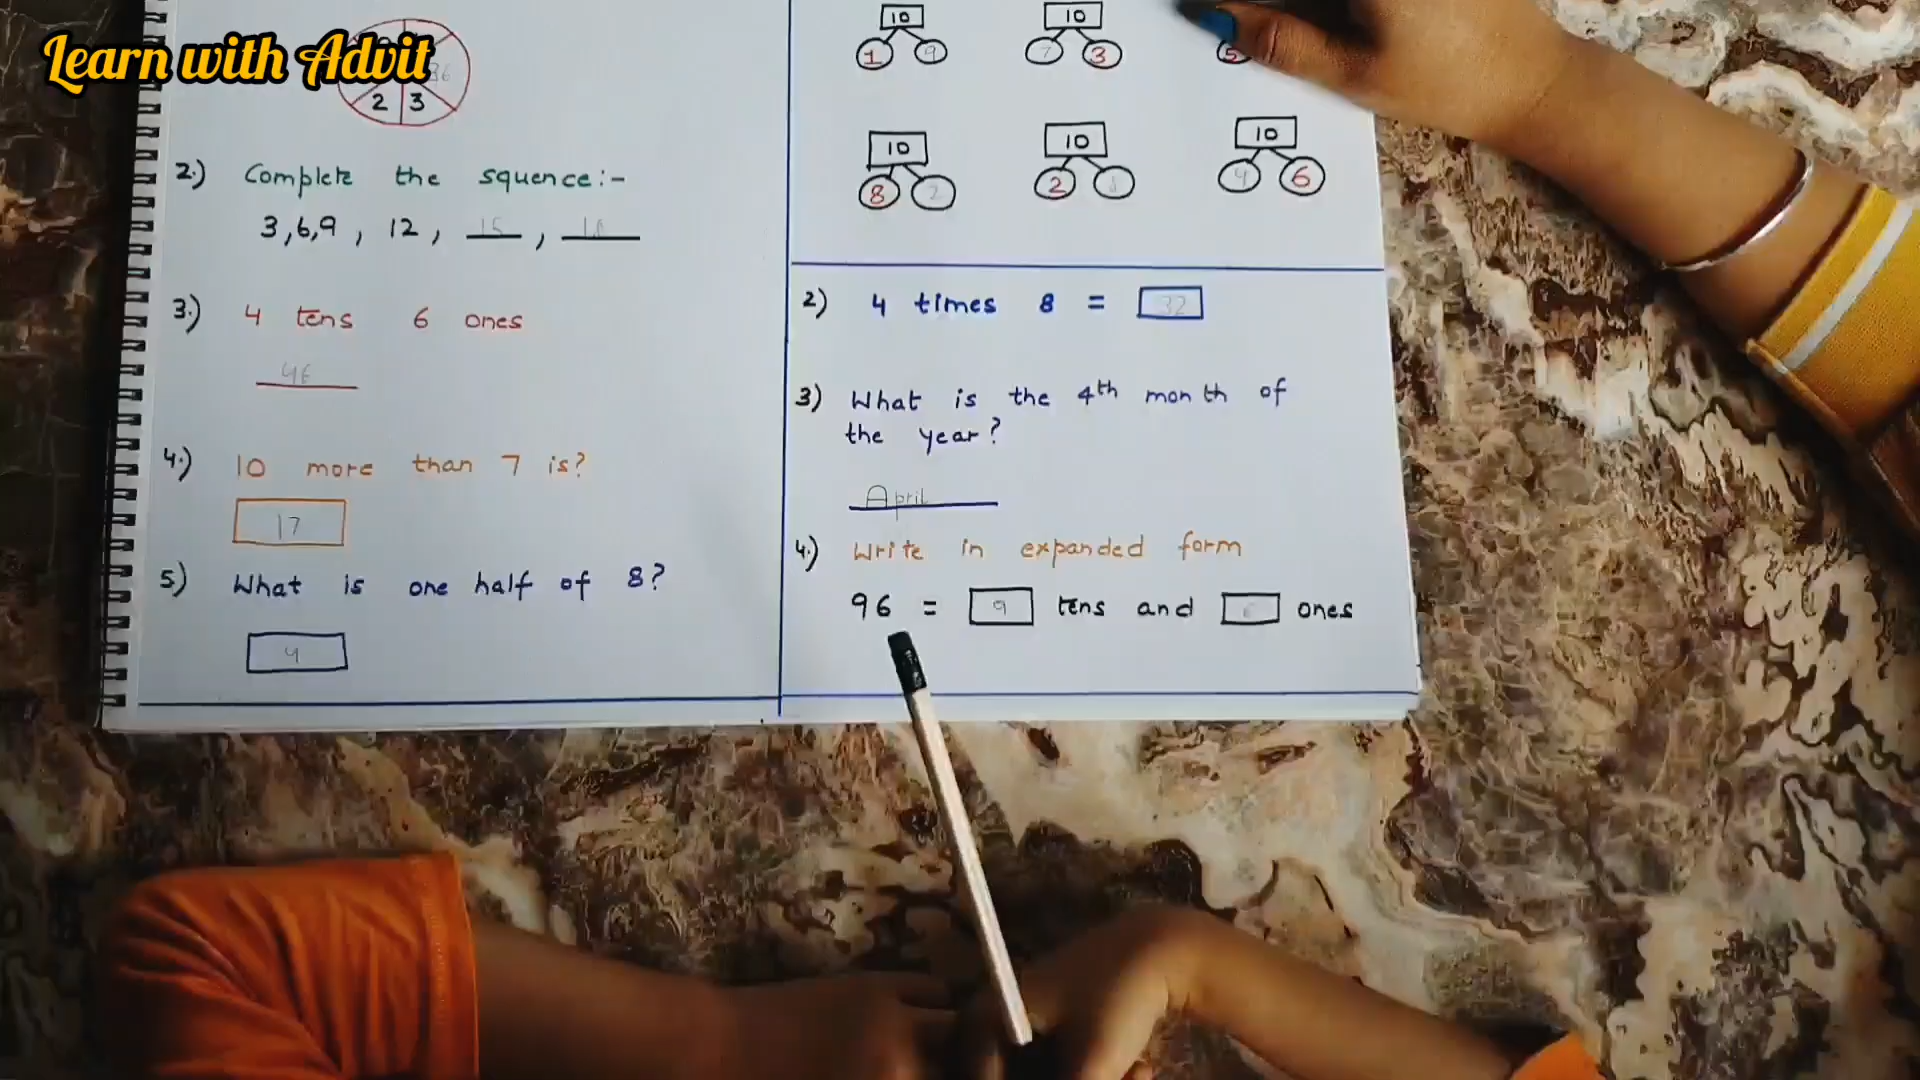 Learn with Advit
36
2 3
2.) Complete the squence:-
3,6,9 , 12 , 15 , 18
3.) 4 tens 6 ones
46
4.) 10 more than 7 is?
17
5) What is one half of 8?
4
10 10
1 9 7 3 5
10 10 10
8 2 2 8 4 6
2) 4 times 8 = 32
3) What is the 4th month of
the year?
April
4.) Write in expanded form
96 = 9 tens and 6 ones